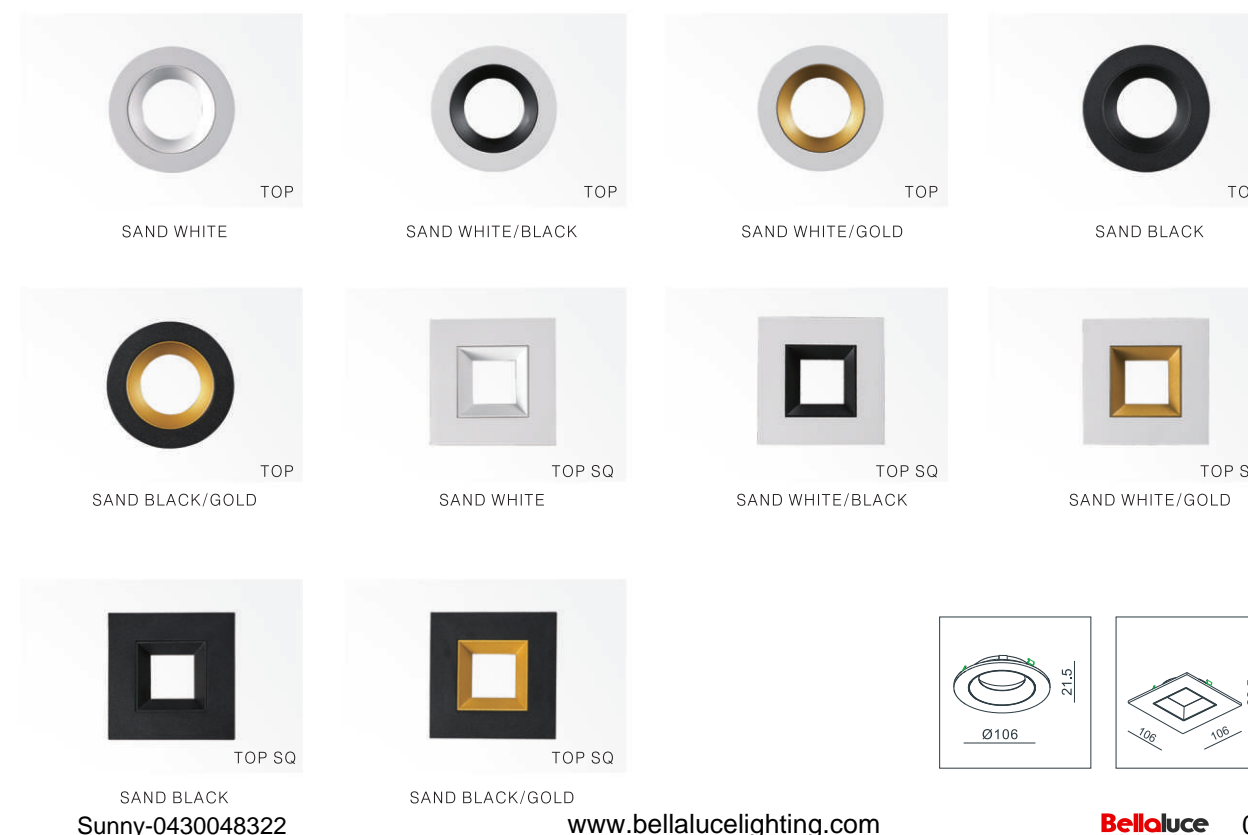 TOP
TOP
TOP
SAND WHITE
SAND WHITE/BLACK
SAND WHITE/GOLD
SAND BLACK
TOP
TOP SQ
TOP SQ
TOP
SAND BLACK/GOLD
SAND WHITE
SAND WHITE/BLACK
SAND WHITE/GOLD
21.5
Ø106
106
106
TOP SQ
TOP SQ
SAND BLACK
SAND BLACK/GOLD
Sunny-0430048322
www.bellalucelighting.com
Bellaluce